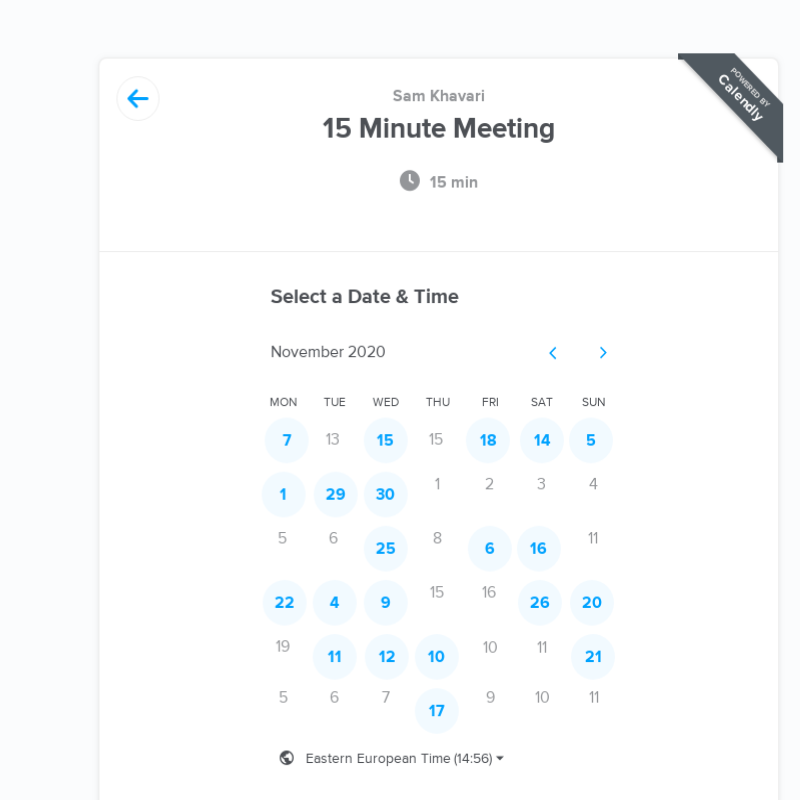 POWERED BY
Calendly
Sam Khavari
15 Minute Meeting
15 min
Select a Date & Time
November 2020
MON TUE WED THU FRI SAT SUN
7 13 15 15 18 14 5
1 29 30 1 2 3 4
5 6 25 8 6 16 11
22 4 9 15 16 26 20
19 11 12 10 10 11 21
5 6 7 17 9 10 11
Eastern European Time (14:56)